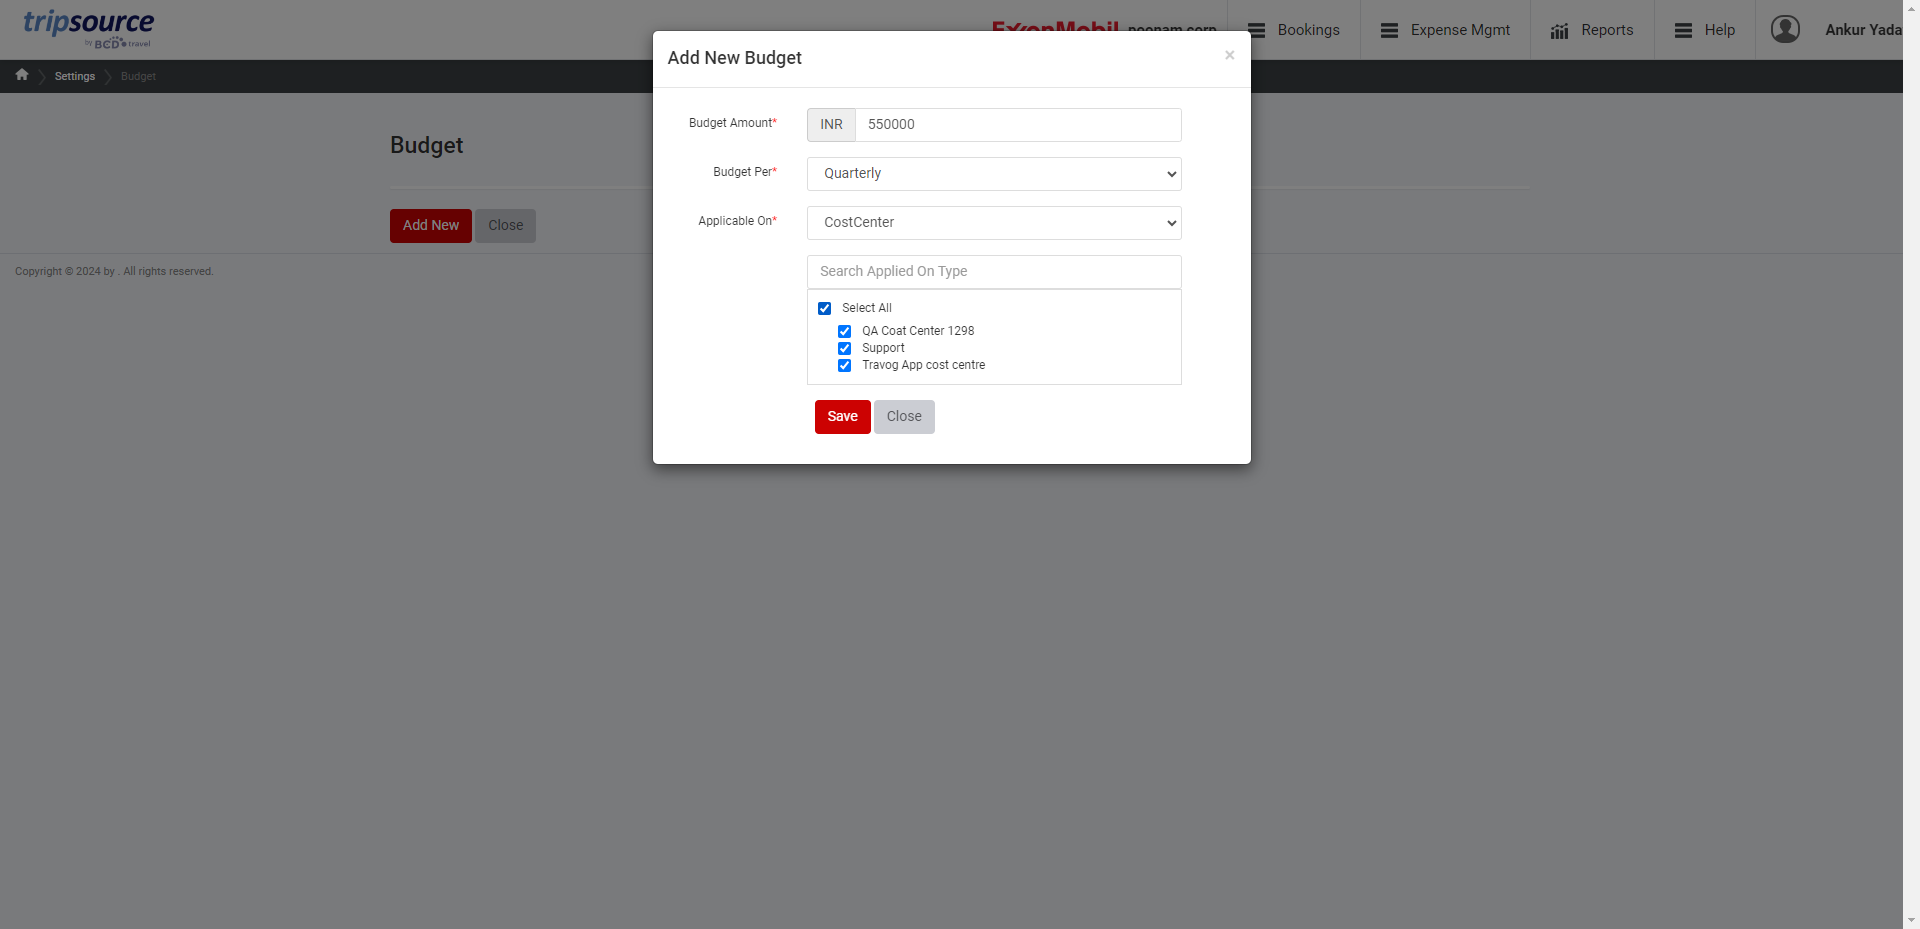 tripsource
by BCD travel
ExxonMobil poonam corp
Bookings
Expense Mgmt
Reports
Help
Ankur Yada
Settings
Budget
Budget
Add New
Close
Copyright © 2024 by . All rights reserved.
Add New Budget
×
Budget Amount*
INR
550000
Budget Per*
Quarterly
Applicable On*
CostCenter
Search Applied On Type
Select All
QA Coat Center 1298
Support
Travog App cost centre
Save
Close